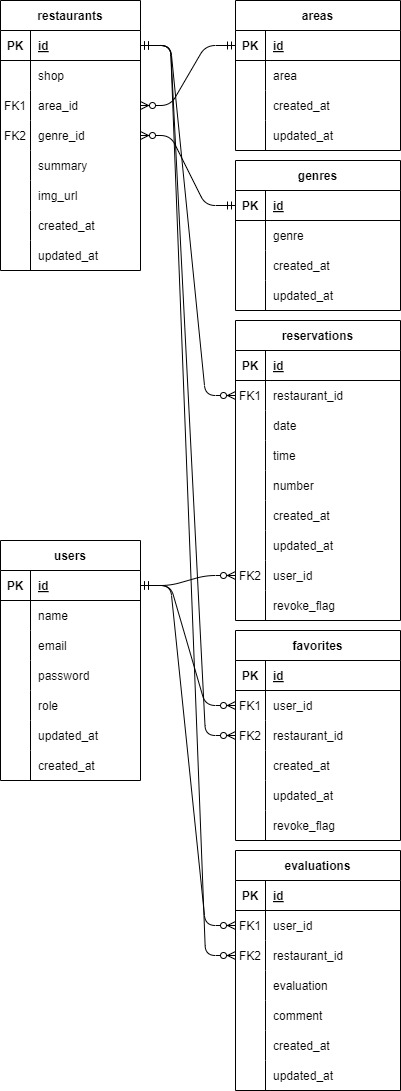 restaurants
PK id
shop
FK1 area_id
FK2 genre_id
summary
img_url
created_at
updated_at
areas
PK id
area
created_at
updated_at
genres
PK id
genre
created_at
updated_at
reservations
PK id
FK1 restaurant_id
date
time
number
created_at
updated_at
FK2 user_id
revoke_flag
users
PK id
name
email
password
role
updated_at
created_at
favorites
PK id
FK1 user_id
FK2 restaurant_id
created_at
updated_at
revoke_flag
evaluations
PK id
FK1 user_id
FK2 restaurant_id
evaluation
comment
created_at
updated_at